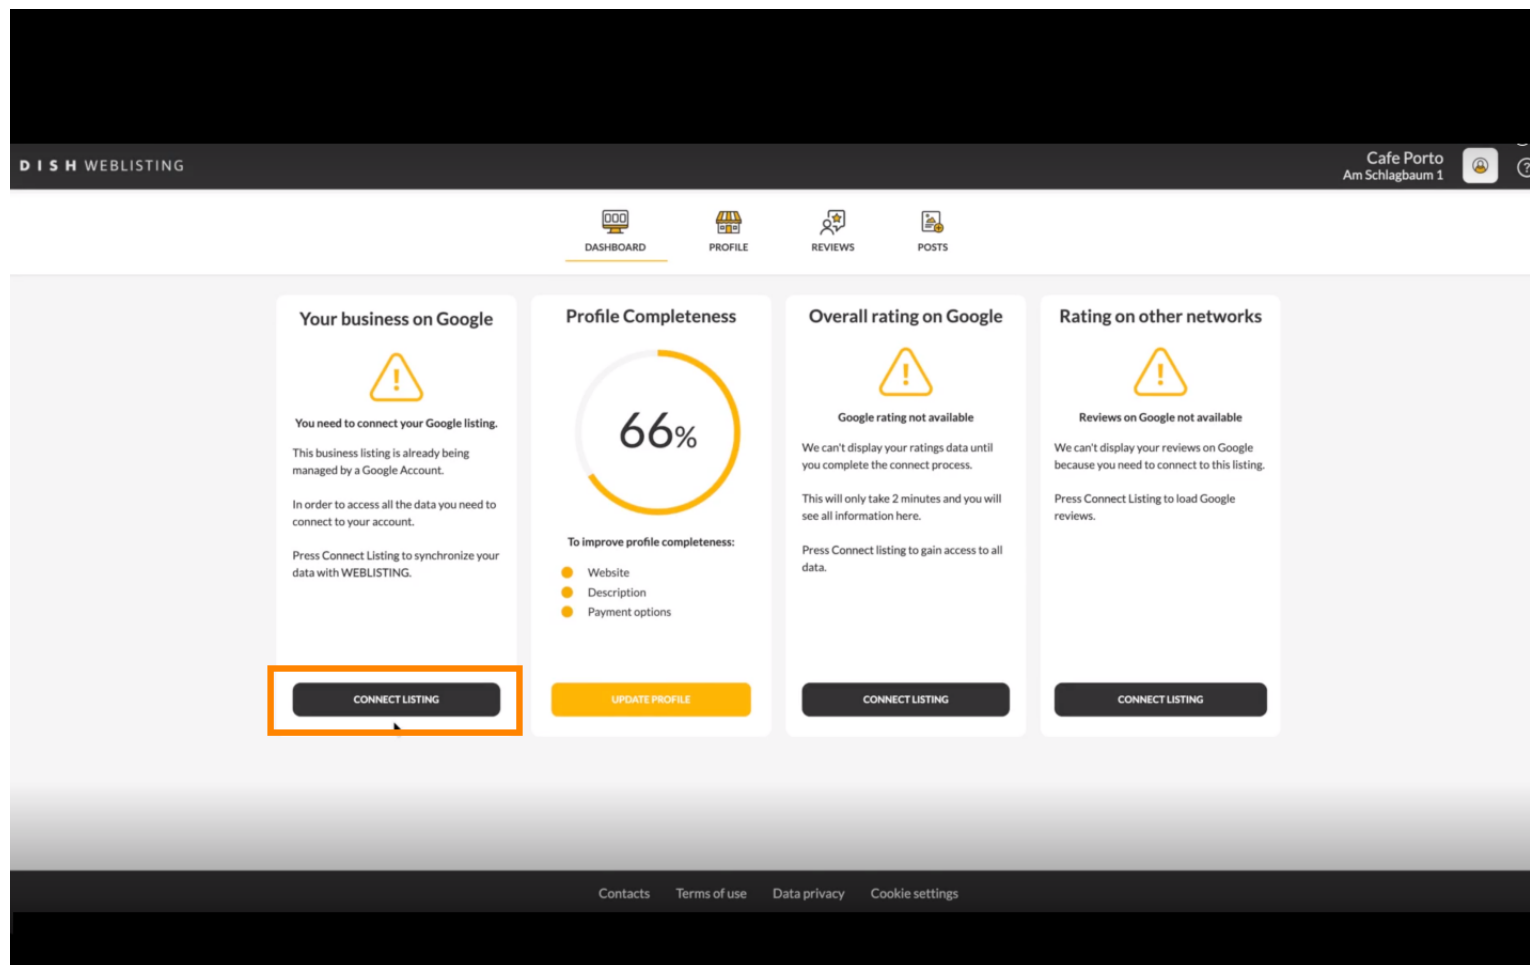 DISH WEBLISTING
Cafe Porto
Am Schlagbaum 1
DASHBOARD
PROFILE
REVIEWS
POSTS
Your business on Google
You need to connect your Google listing.
This business listing is already being
managed by a Google Account.
In order to access all the data you need to
connect to your account.
Press Connect Listing to synchronize your
data with WEBLISTING.
CONNECT LISTING
Profile Completeness
66%
To improve profile completeness:
Website
Description
Payment options
UPDATE PROFILE
Overall rating on Google
Google rating not available
We can't display your ratings data until
you complete the connect process.
This will only take 2 minutes and you will
see all information here.
Press Connect listing to gain access to all
data.
CONNECT LISTING
Rating on other networks
Reviews on Google not available
We can't display your reviews on Google
because you need to connect to this listing.
Press Connect Listing to load Google
reviews.
CONNECT LISTING
Contacts
Terms of use
Data privacy
Cookie settings